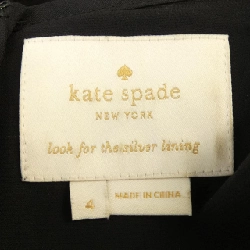 kate spade
NEW YORK
look for the silver lining
4
MADE IN CHINA